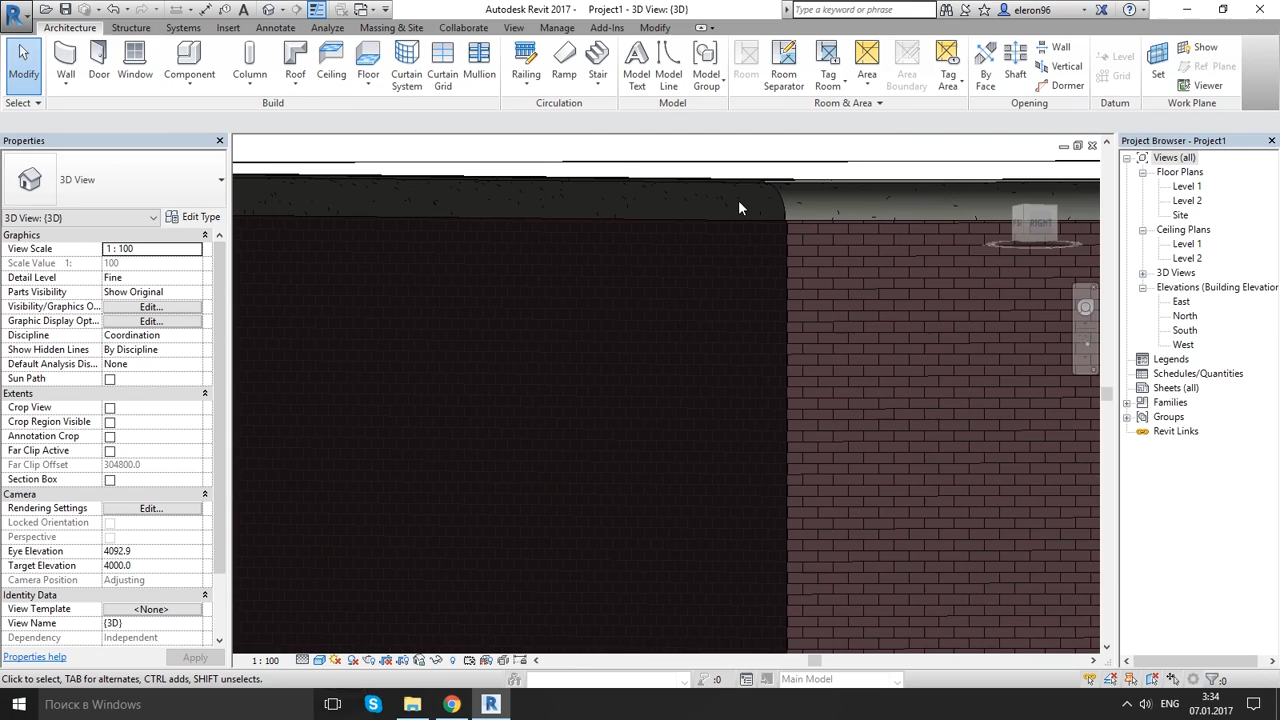 Autodesk Revit 2017 - Project1 - 3D View: {3D}
Type a keyword or phrase
eleron96
Architecture Structure Systems Insert Annotate Analyze Massing & Site Collaborate View Manage Add-Ins Modify
Modify Wall Door Window Component Column Roof Ceiling Floor Curtain System Curtain Grid Mullion Railing Ramp Stair Model Text Model Line Model Group Room Room Separator Tag Room Area Area Boundary Tag Area By Face Shaft Wall Vertical Dormer Level Grid Set Show Ref Plane Viewer
Select Build Circulation Model Room & Area Opening Datum Work Plane
Properties
3D View
3D View: {3D} Edit Type
Graphics
View Scale 1 : 100
Scale Value 1: 100
Detail Level Fine
Parts Visibility Show Original
Visibility/Graphics O... Edit...
Graphic Display Opt... Edit...
Discipline Coordination
Show Hidden Lines By Discipline
Default Analysis Dis... None
Sun Path
Extents
Crop View
Crop Region Visible
Annotation Crop
Far Clip Active
Far Clip Offset 304800.0
Section Box
Camera
Rendering Settings Edit...
Locked Orientation
Perspective
Eye Elevation 4092.9
Target Elevation 4000.0
Camera Position Adjusting
Identity Data
View Template <None>
View Name {3D}
Dependency Independent
Properties help Apply
RIGHT
Project Browser - Project1
Views (all)
Floor Plans
Level 1
Level 2
Site
Ceiling Plans
Level 1
Level 2
3D Views
Elevations (Building Elevation
East
North
South
West
Legends
Schedules/Quantities
Sheets (all)
Families
Groups
Revit Links
1 : 100
Click to select, TAB for alternates, CTRL adds, SHIFT unselects.
:0
Main Model
:0
Поиск в Windows
ENG
3:34
07.01.2017